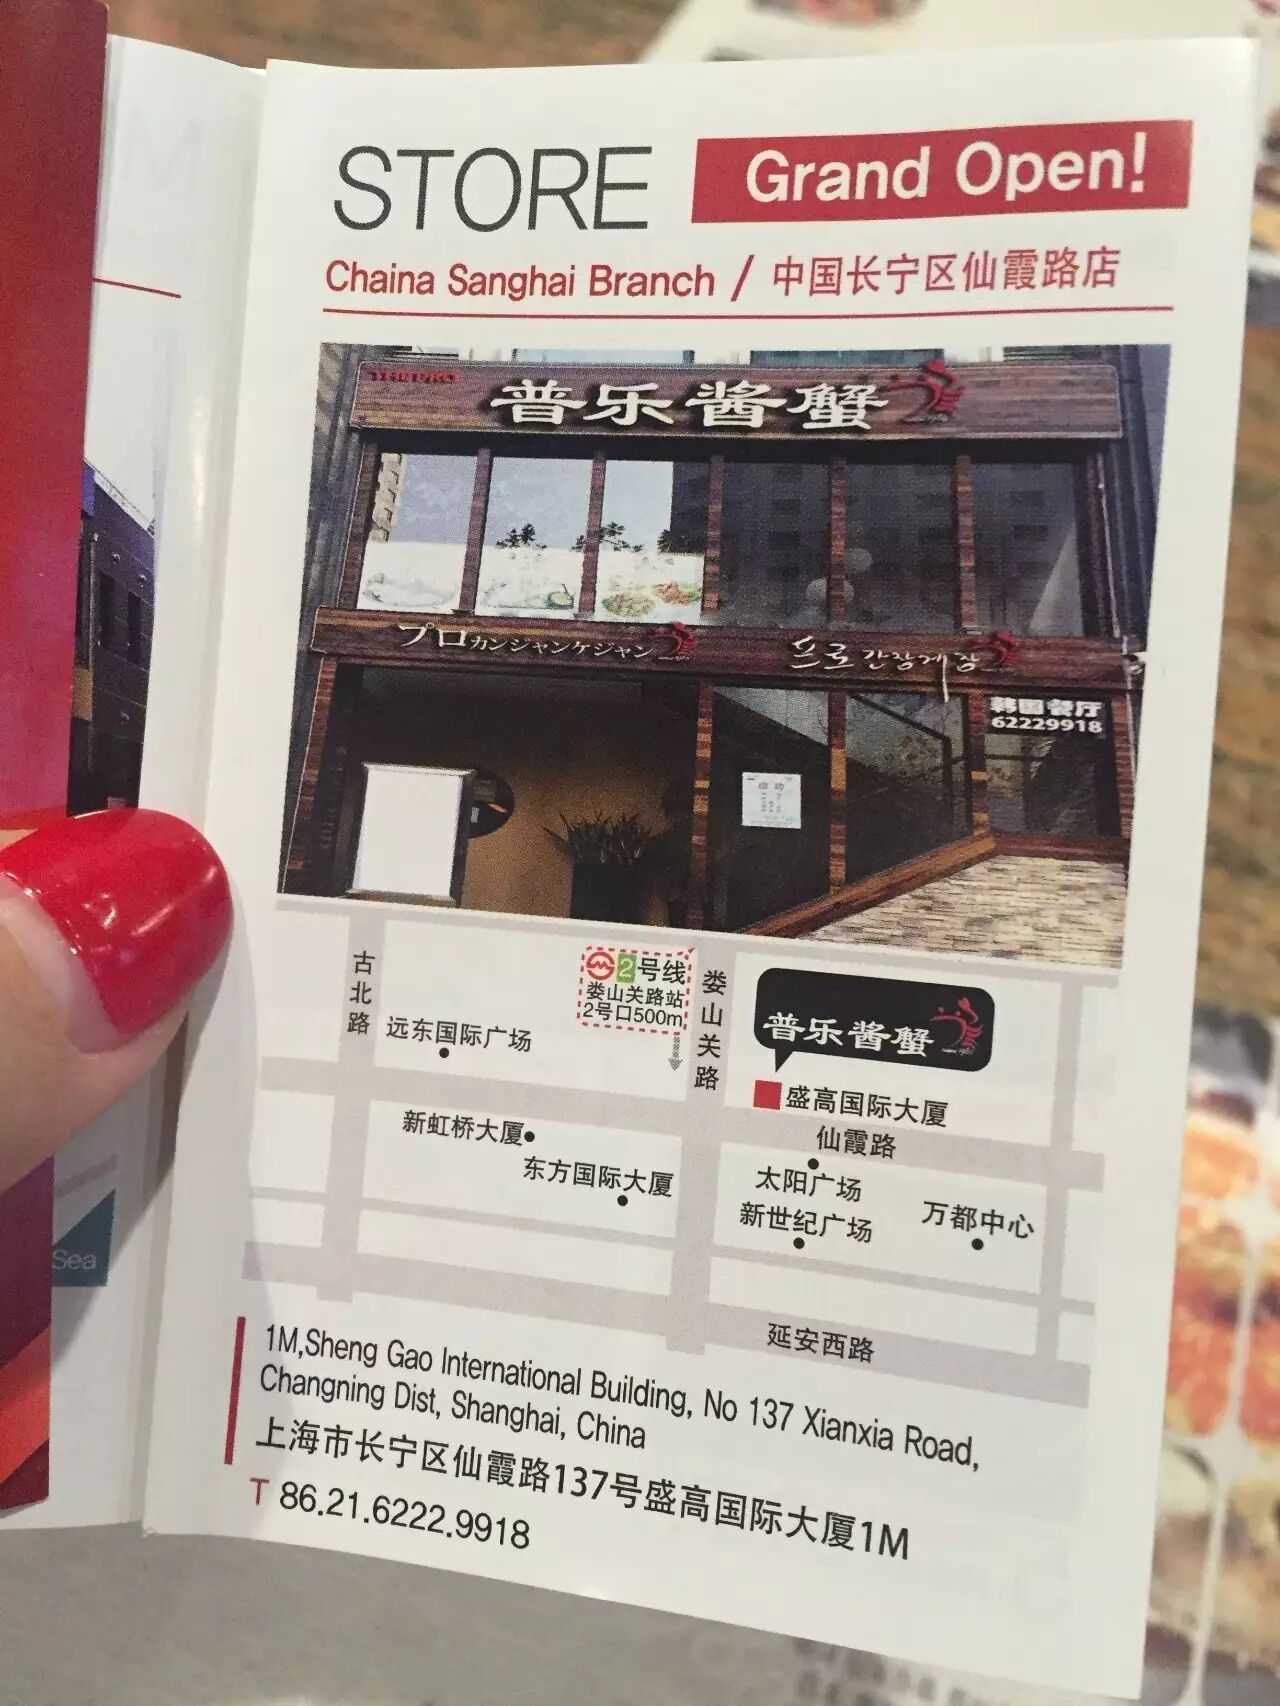 STORE
Grand Open!
Chaina Sanghai Branch / 中国长宁区仙霞路店
普乐酱蟹
プロカンジャンケジャン
프로간장게장
韩国餐厅
62229918
古北路
2号线
娄山关路站
2号口500m
娄山关路
普乐酱蟹
远东国际广场
盛高国际大厦
新虹桥大厦
仙霞路
东方国际大厦
太阳广场
新世纪广场
万都中心
延安西路
1M,Sheng Gao International Building, No 137 Xianxia Road,
Changning Dist, Shanghai, China
上海市长宁区仙霞路137号盛高国际大厦1M
T 86.21.6222.9918
Sea